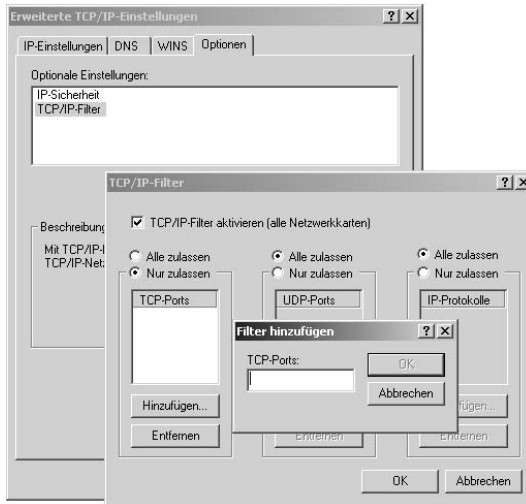 Erweiterte TCP/IP-Einstellungen
IP-Einstellungen DNS WINS Optionen
Optionale Einstellungen:
IP-Sicherheit
TCP/IP-Filter
Beschreibung
Mit TCP/IP-
TCP/IP-Net
TCP/IP-Filter
TCP/IP-Filter aktivieren (alle Netzwerkkarten)
Alle zulassen
Nur zulassen
TCP-Ports
Hinzufügen...
Entfernen
Alle zulassen
Nur zulassen
UDP-Ports
Entfernen
Alle zulassen
Nur zulassen
IP-Protokolle
fügen...
Entfernen
Filter hinzufügen
TCP-Ports:
OK
Abbrechen
OK
Abbrechen